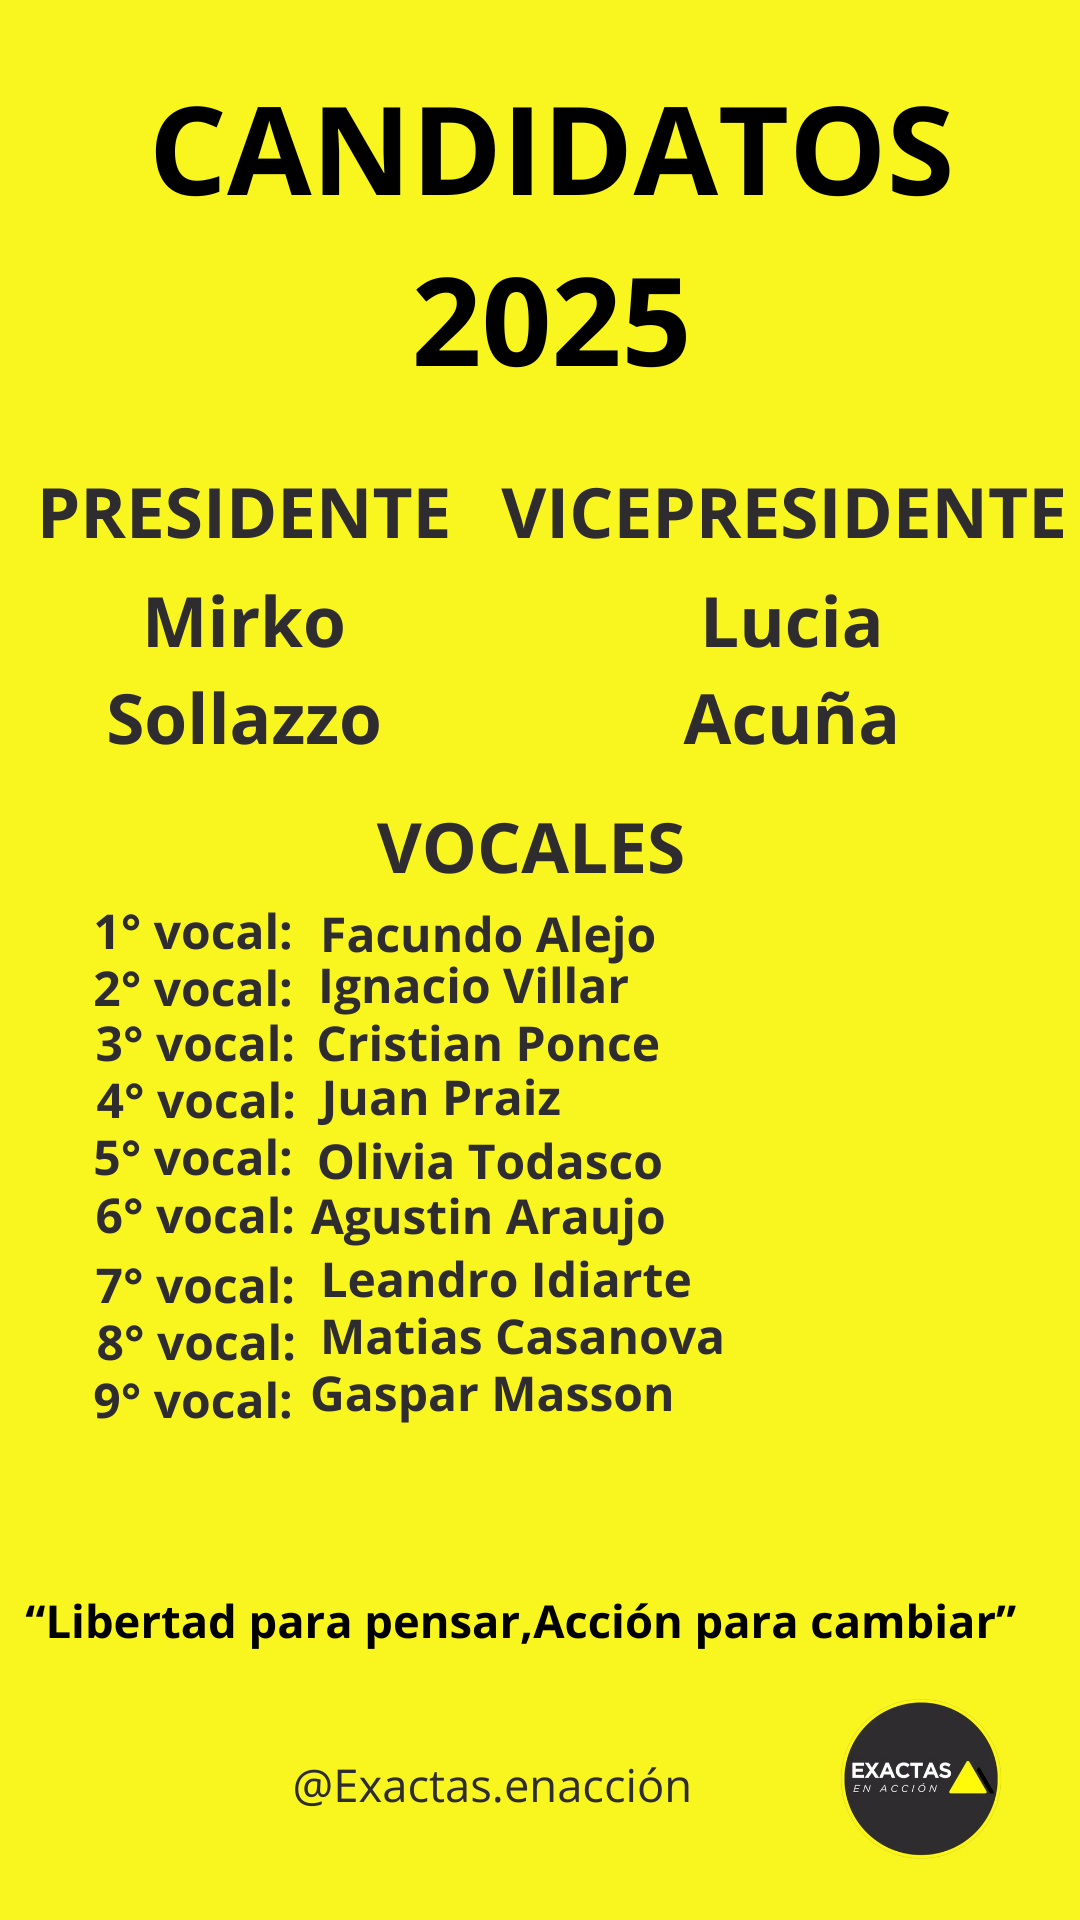 CANDIDATOS
2025
PRESIDENTE VICEPRESIDENTE
Mirko Lucia
Sollazzo Acuña
VOCALES
1° vocal: Facundo Alejo
2° vocal: Ignacio Villar
3° vocal: Cristian Ponce
4° vocal: Juan Praiz
5° vocal: Olivia Todasco
6° vocal: Agustin Araujo
7° vocal: Leandro Idiarte
8° vocal: Matias Casanova
9° vocal: Gaspar Masson
“Libertad para pensar,Acción para cambiar”
@Exactas.enacción
EXACTAS
EN ACCIÓN